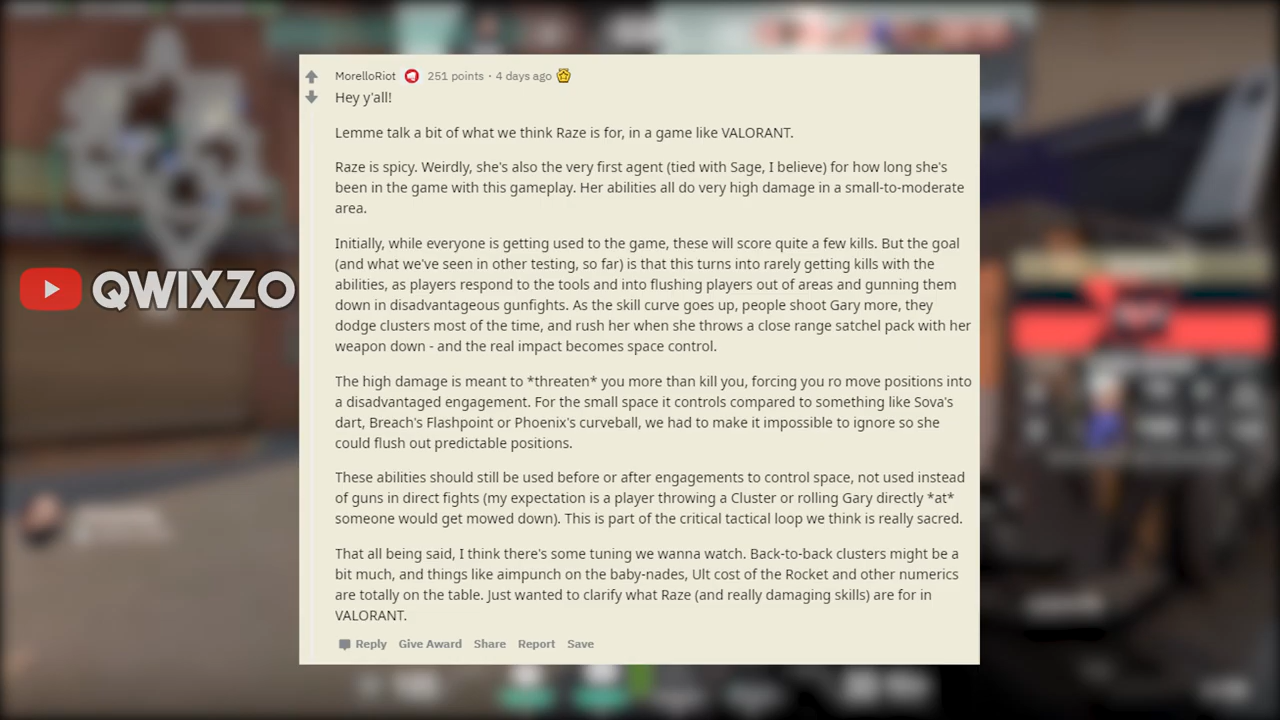 MorelloRiot 251 points · 4 days ago
Hey y'all!
Lemme talk a bit of what we think Raze is for, in a game like VALORANT.
Raze is spicy. Weirdly, she's also the very first agent (tied with Sage, I believe) for how long she's
been in the game with this gameplay. Her abilities all do very high damage in a small-to-moderate
area.
Initially, while everyone is getting used to the game, these will score quite a few kills. But the goal
(and what we've seen in other testing, so far) is that this turns into rarely getting kills with the
abilities, as players respond to the tools and into flushing players out of areas and gunning them
down in disadvantageous gunfights. As the skill curve goes up, people shoot Gary more, they
dodge clusters most of the time, and rush her when she throws a close range satchel pack with her
weapon down - and the real impact becomes space control.
The high damage is meant to *threaten* you more than kill you, forcing you ro move positions into
a disadvantaged engagement. For the small space it controls compared to something like Sova's
dart, Breach's Flashpoint or Phoenix's curveball, we had to make it impossible to ignore so she
could flush out predictable positions.
These abilities should still be used before or after engagements to control space, not used instead
of guns in direct fights (my expectation is a player throwing a Cluster or rolling Gary directly *at*
someone would get mowed down). This is part of the critical tactical loop we think is really sacred.
That all being said, I think there's some tuning we wanna watch. Back-to-back clusters might be a
bit much, and things like aimpunch on the baby-nades, Ult cost of the Rocket and other numerics
are totally on the table. Just wanted to clarify what Raze (and really damaging skills) are for in
VALORANT.
Reply Give Award Share Report Save
QWIXZO